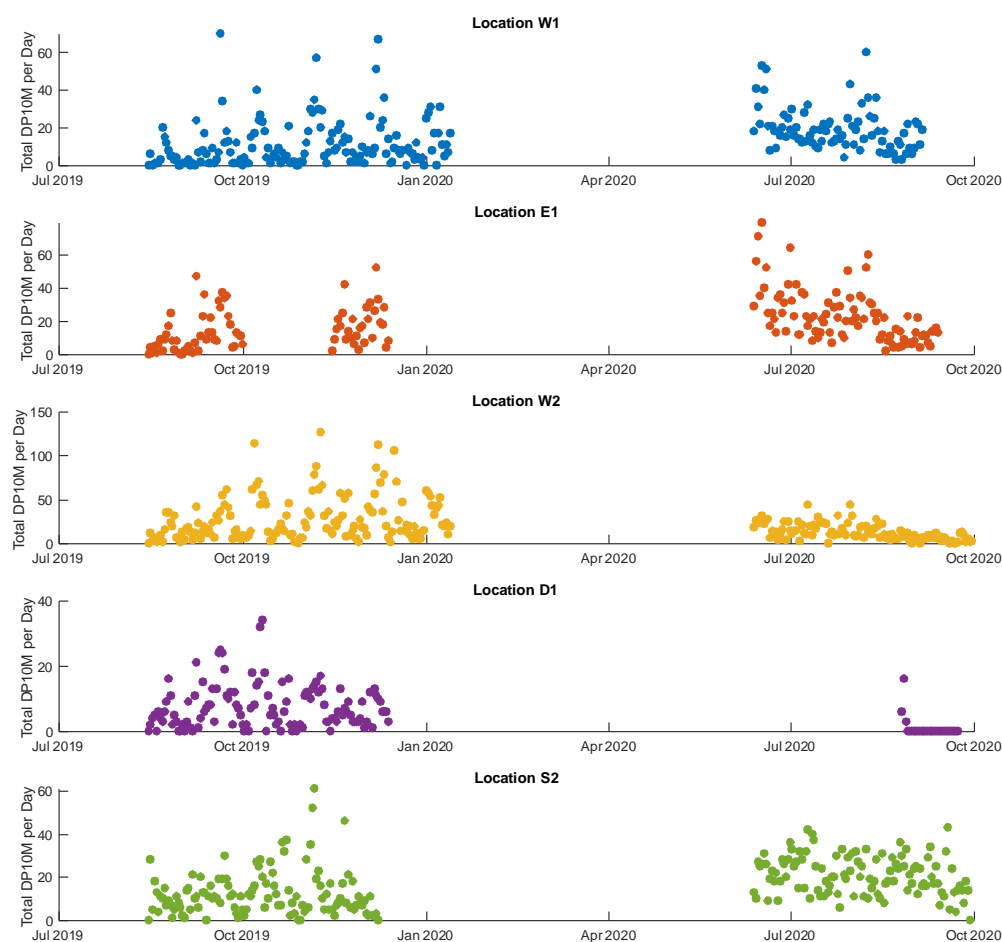 Location W1
Total DP10M per Day
60
40
20
0
Jul 2019 Oct 2019 Jan 2020 Apr 2020 Jul 2020 Oct 2020
Location E1
Total DP10M per Day
60
40
20
0
Jul 2019 Oct 2019 Jan 2020 Apr 2020 Jul 2020 Oct 2020
Location W2
Total DP10M per Day
150
100
50
0
Jul 2019 Oct 2019 Jan 2020 Apr 2020 Jul 2020 Oct 2020
Location D1
Total DP10M per Day
40
20
0
Jul 2019 Oct 2019 Jan 2020 Apr 2020 Jul 2020 Oct 2020
Location S2
Total DP10M per Day
60
40
20
0
Jul 2019 Oct 2019 Jan 2020 Apr 2020 Jul 2020 Oct 2020